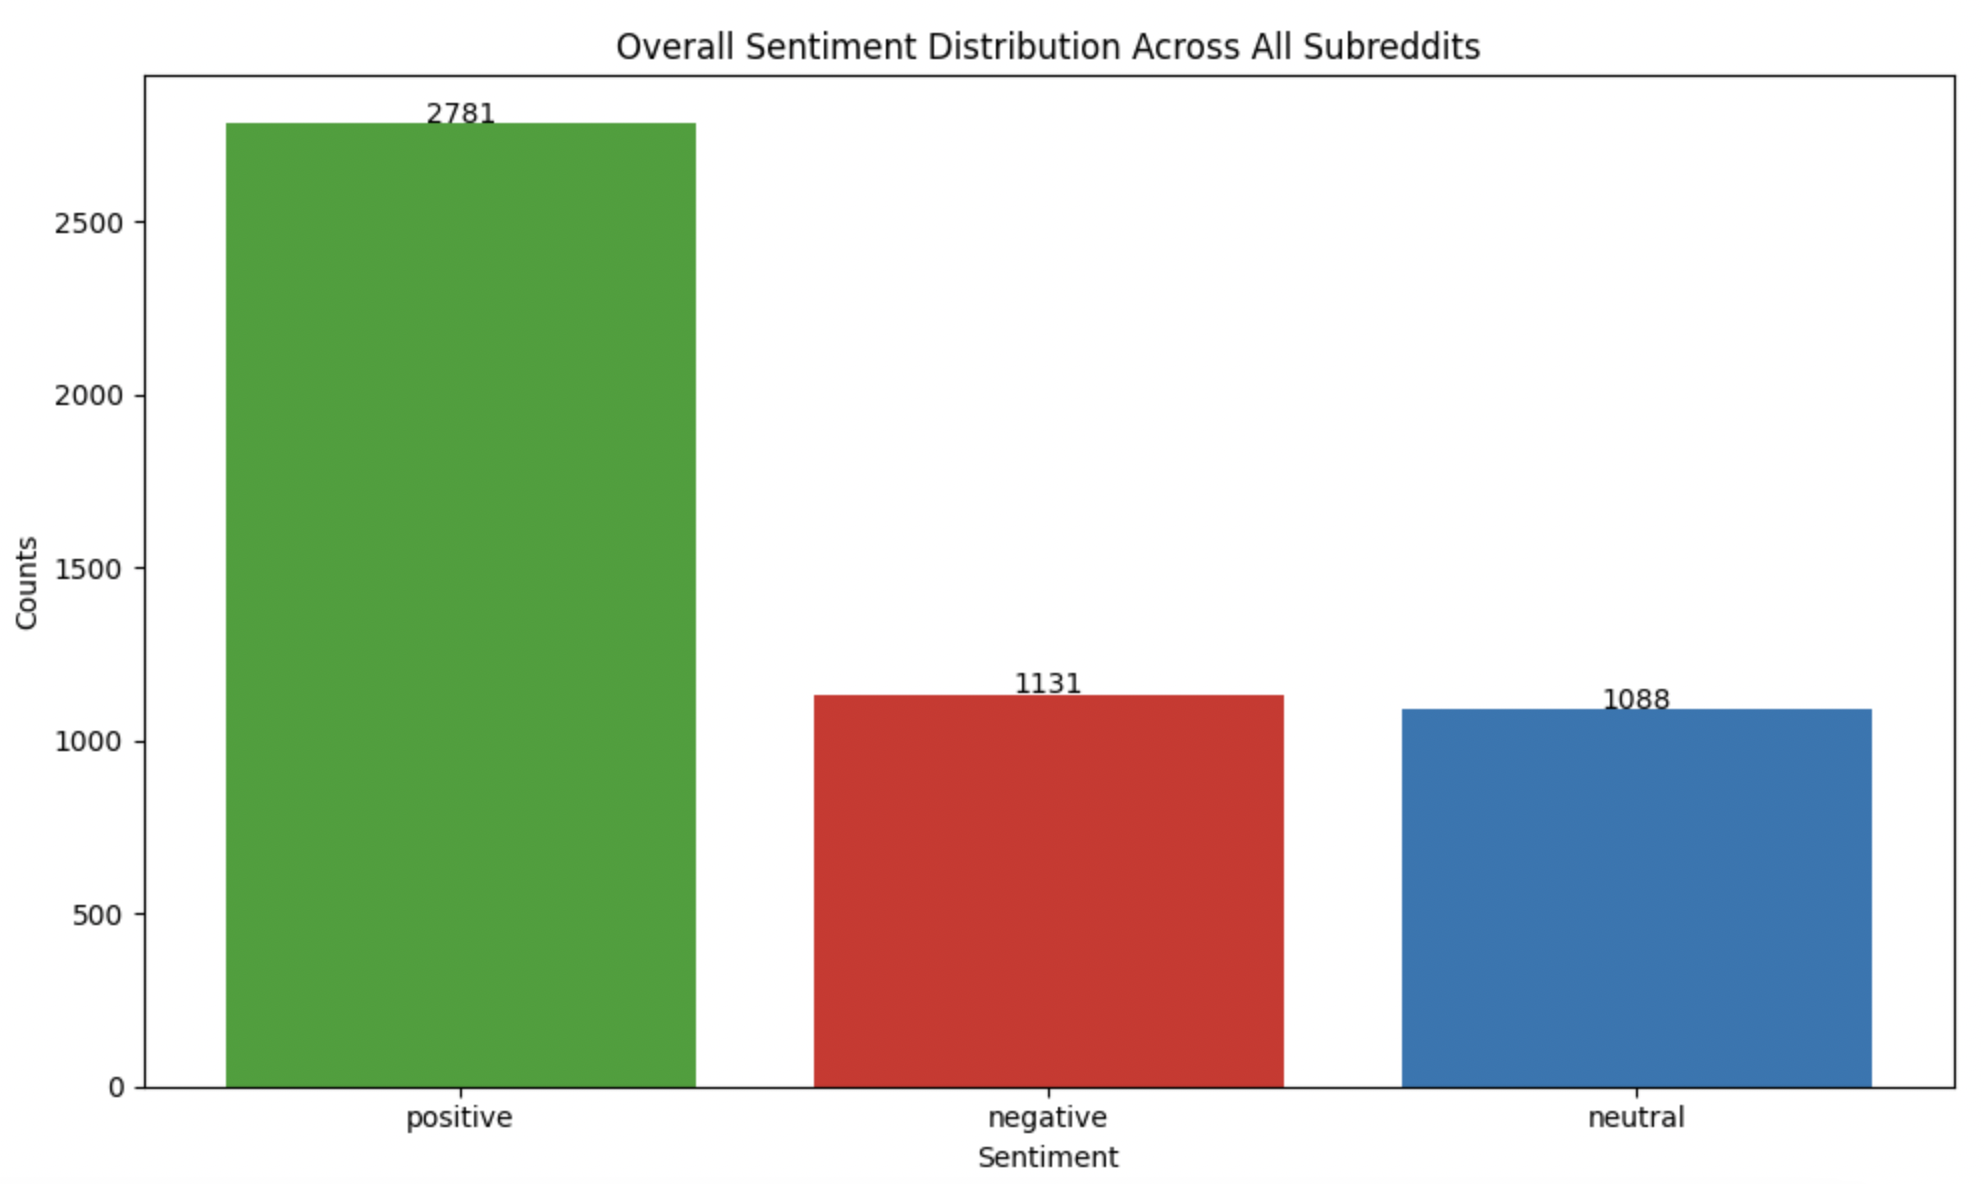 Overall Sentiment Distribution Across All Subreddits
2781
2500
2000
1500
1131
1088
1000
500
0
Counts
positive negative neutral
Sentiment